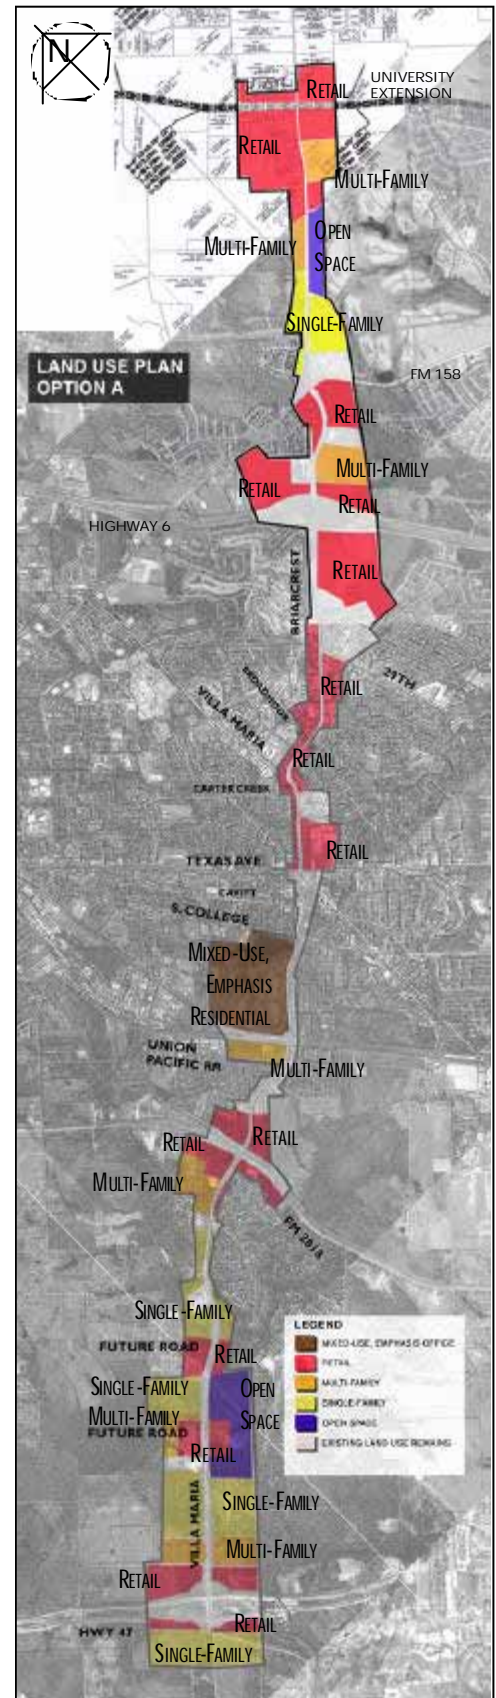 N
UNIVERSITY
EXTENSION
RETAIL
RETAIL
MULTI-FAMILY
OPEN
SPACE
MULTI-FAMILY
SINGLE-FAMILY
LAND USE PLAN
OPTION A
FM 158
RETAIL
MULTI-FAMILY
RETAIL
RETAIL
HIGHWAY 6
RETAIL
BRIARCREST
29TH
RETAIL
VILLA MARIA
RETAIL
CARTER CREEK
RETAIL
TEXAS AVE
CAVITT
S. COLLEGE
MIXED-USE,
EMPHASIS
RESIDENTIAL
UNION
PACIFIC RR
MULTI-FAMILY
RETAIL
RETAIL
MULTI-FAMILY
FM 2818
SINGLE-FAMILY
FUTURE ROAD
RETAIL
SINGLE-FAMILY
OPEN
SPACE
MULTI-FAMILY
FUTURE ROAD
RETAIL
LEGEND
MIXED-USE, EMPHASIS OFFICE
RETAIL
MULTI-FAMILY
SINGLE-FAMILY
OPEN SPACE
EXISTING LAND USE REMAINS
VILLA MARIA
SINGLE-FAMILY
MULTI-FAMILY
RETAIL
RETAIL
HWY 47
SINGLE-FAMILY